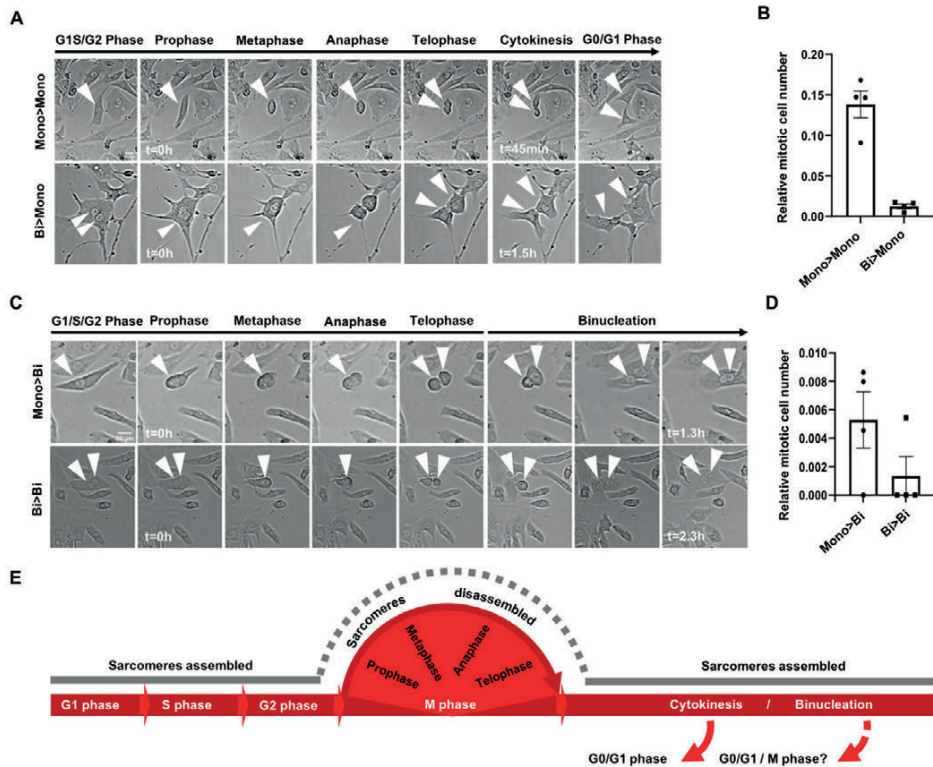 A
G1S/G2 Phase Prophase Metaphase Anaphase Telophase Cytokinesis G0/G1 Phase
Mono>Mono
t=0h
t=45min
Bi>Mono
t=0h
t=1.5h
B
Relative mitotic cell number
0.20
0.15
0.10
0.05
0.00
Mono>Mono
Bi>Mono
C
G1/S/G2 Phase Prophase Metaphase Anaphase Telophase Binucleation
Mono>Bi
t=0h
t=1.3h
Bi>Bi
t=0h
t=2.3h
D
Relative mitotic cell number
0.010
0.008
0.006
0.004
0.002
0.000
Mono>Bi
Bi>Bi
E
Sarcomeres disassembled
Prophase Metaphase Anaphase Telophase
Sarcomeres assembled
Sarcomeres assembled
G1 phase S phase G2 phase M phase Cytokinesis / Binucleation
G0/G1 phase G0/G1 / M phase?